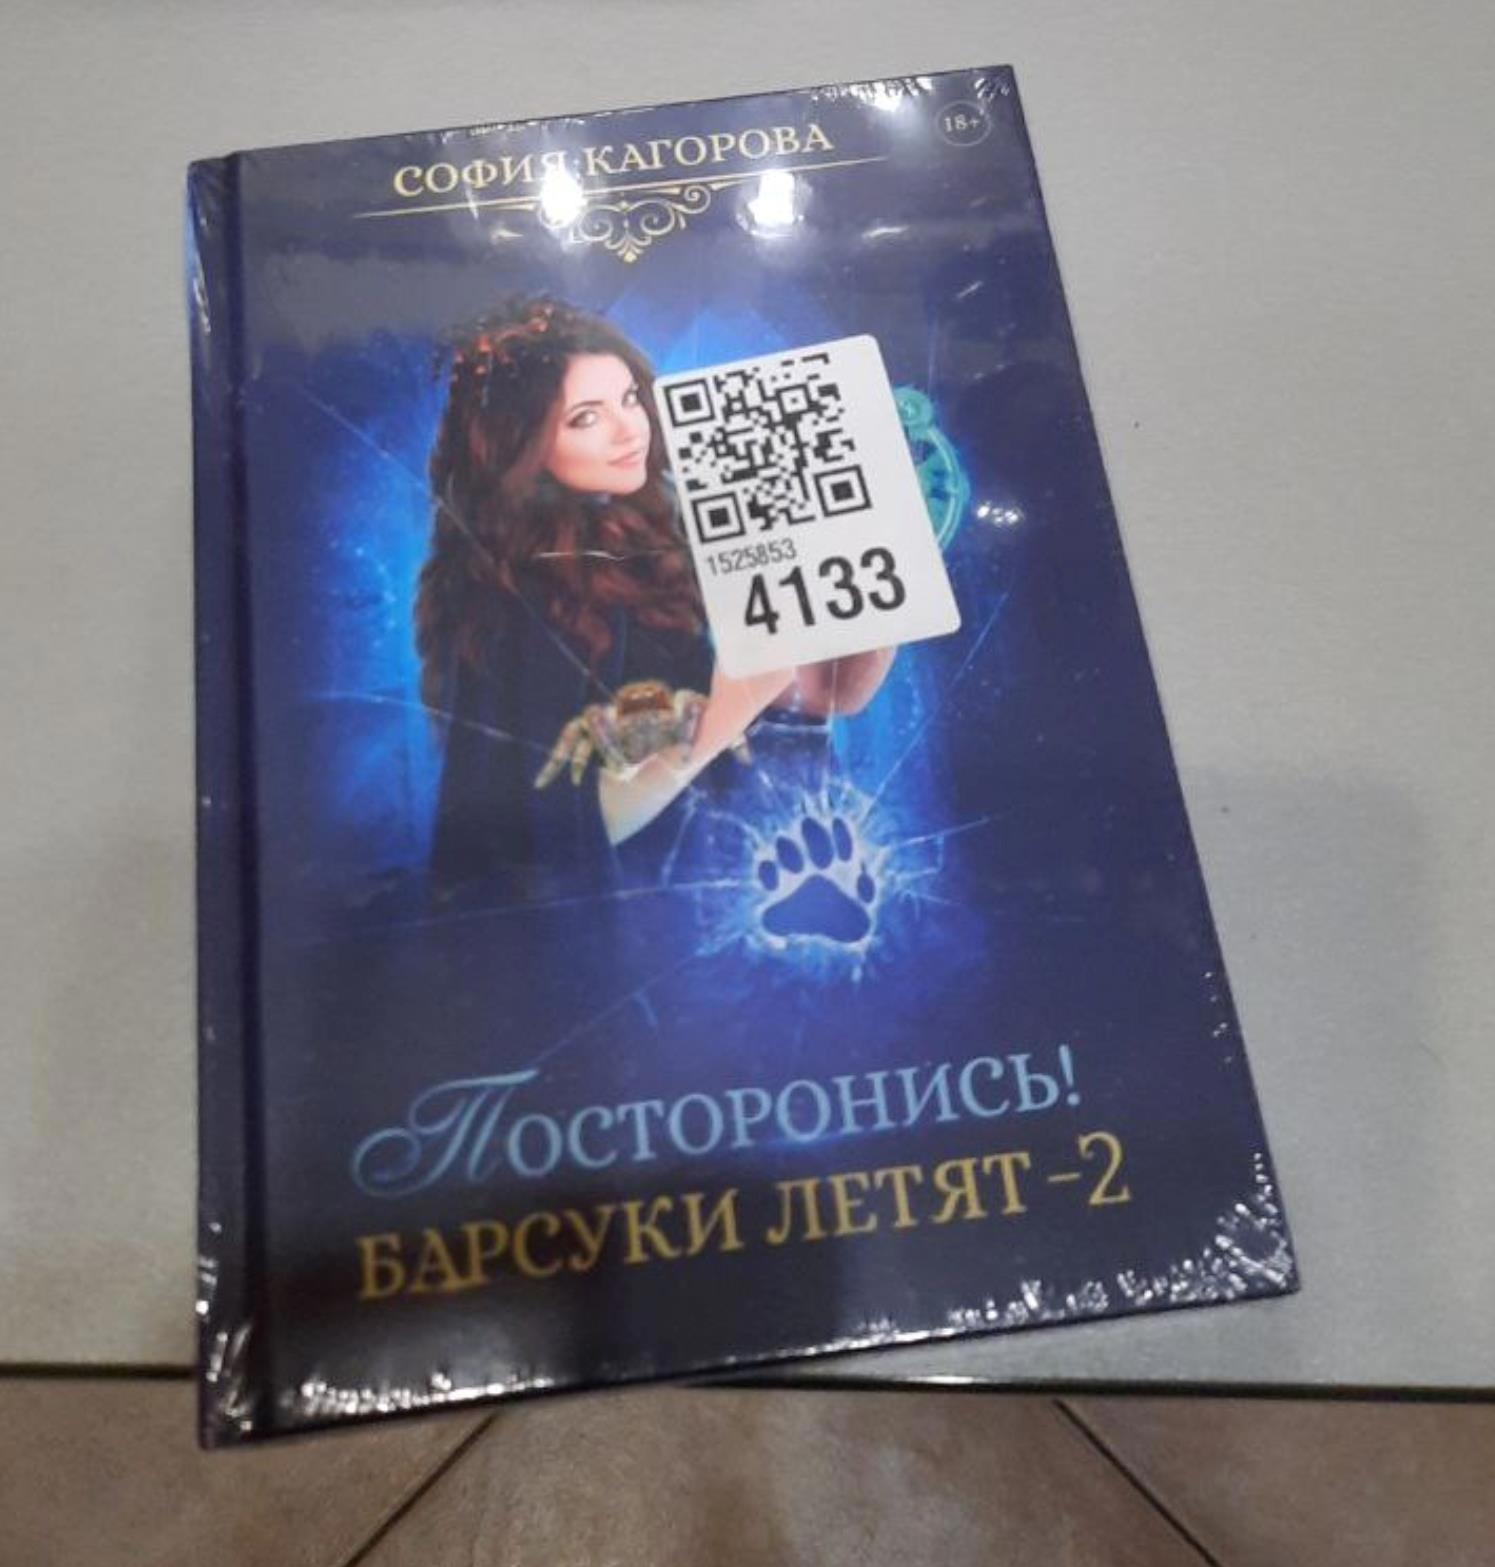 18+
СОФИЯ КАГОРОВА
1525853
4133
ПОСТОРОНИСЬ!
БАРСУКИ ЛЕТЯТ-2